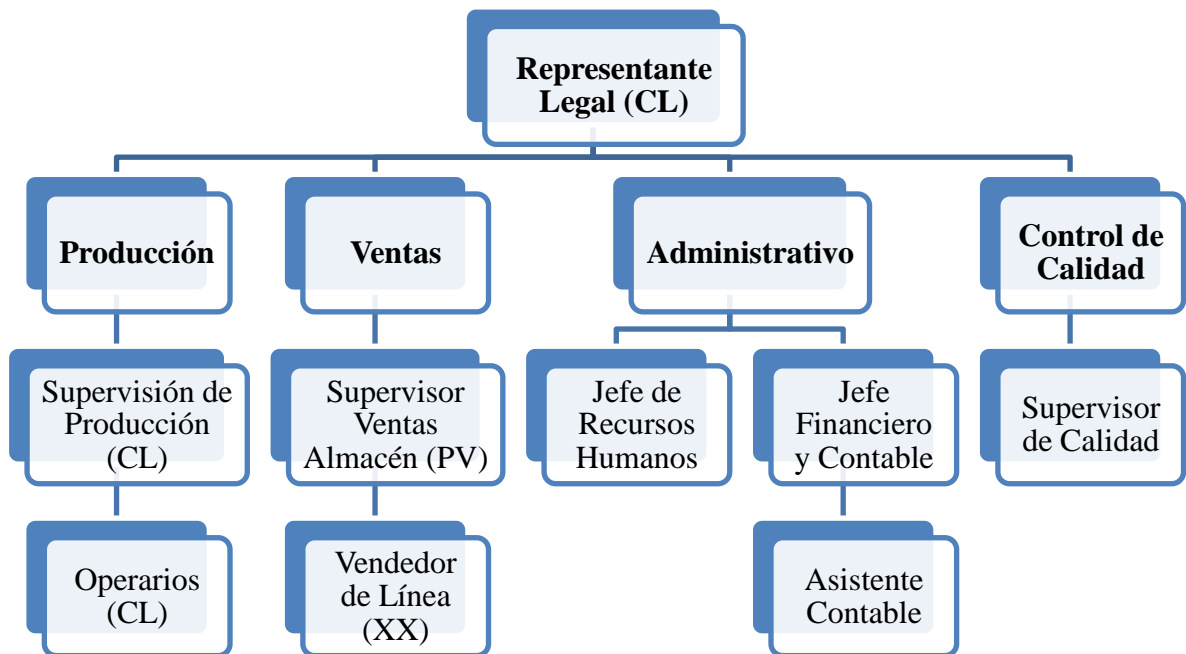 Representante
Legal (CL)
Producción
Ventas
Administrativo
Control de
Calidad
Supervisión de
Producción
(CL)
Supervisor
Ventas
Almacén (PV)
Jefe de
Recursos
Humanos
Jefe
Financiero
y Contable
Supervisor
de Calidad
Operarios
(CL)
Vendedor
de Línea
(XX)
Asistente
Contable